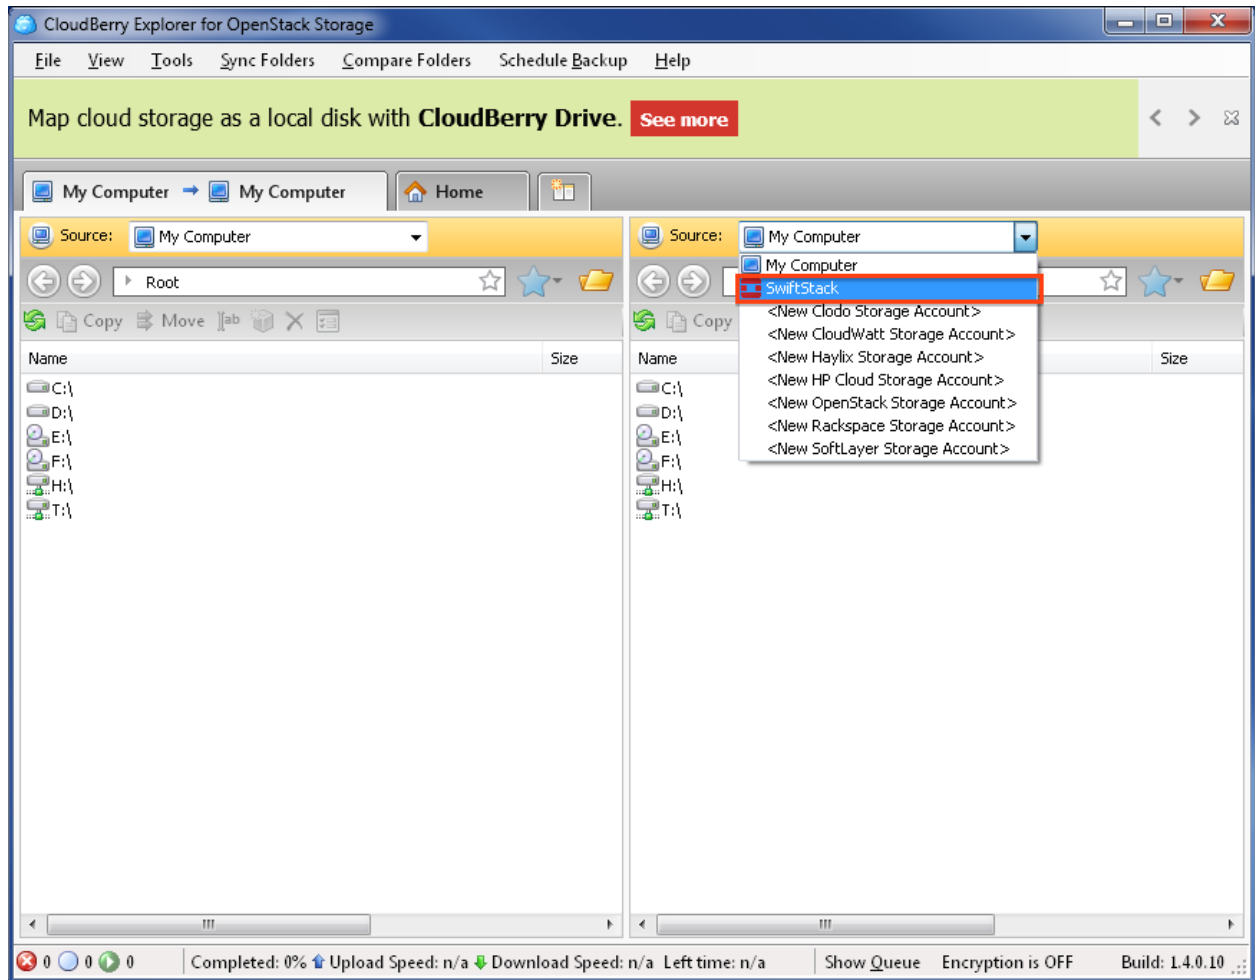 CloudBerry Explorer for OpenStack Storage
File View Tools Sync Folders Compare Folders Schedule Backup Help
Map cloud storage as a local disk with CloudBerry Drive. See more
My Computer My Computer Home
Source: My Computer
Root
Copy Move
Name Size
C:\
D:\
E:\
F:\
H:\
T:\
Source: My Computer
My Computer
SwiftStack
<New Clodo Storage Account>
<New CloudWatt Storage Account>
<New Haylix Storage Account>
<New HP Cloud Storage Account>
<New OpenStack Storage Account>
<New Rackspace Storage Account>
<New SoftLayer Storage Account>
Copy
Name Size
C:\
D:\
E:\
F:\
H:\
T:\
0 0 0 Completed: 0% Upload Speed: n/a Download Speed: n/a Left time: n/a Show Queue Encryption is OFF Build: 1.4.0.10